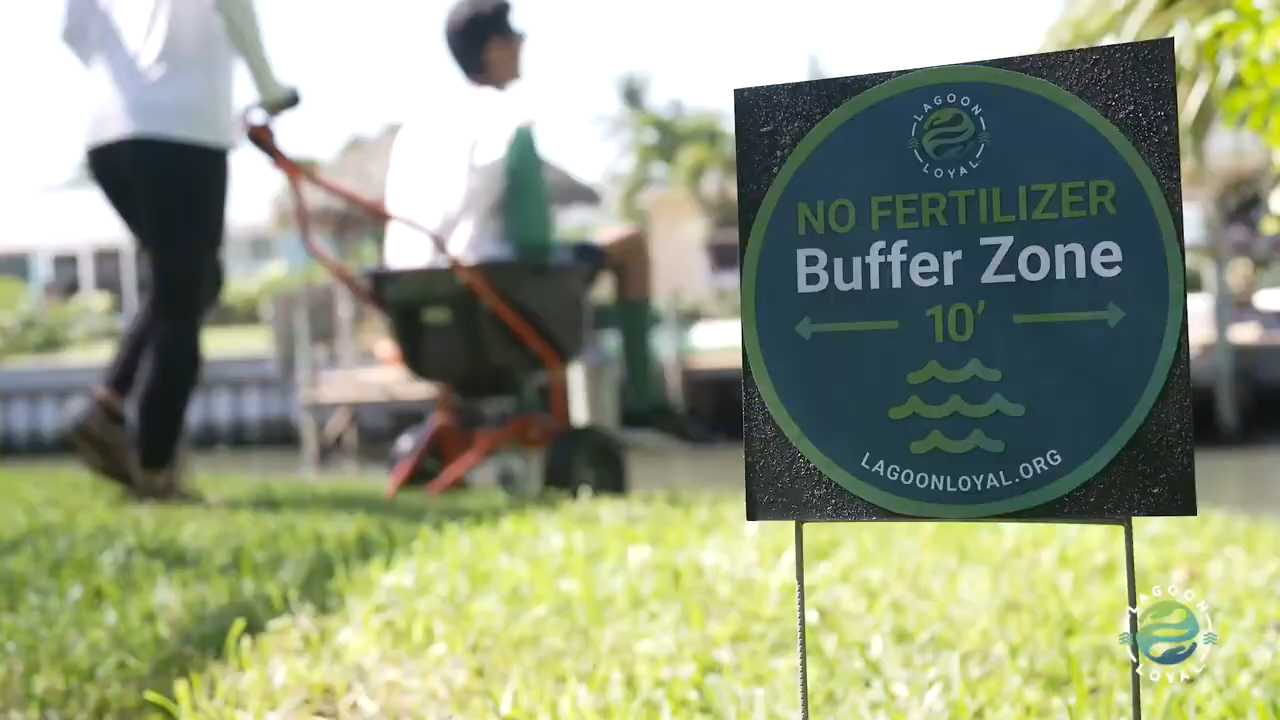 LAGOON
LOYAL
NO FERTILIZER
Buffer Zone
10'
LAGOONLOYAL.ORG
LAGOON
LOYAL